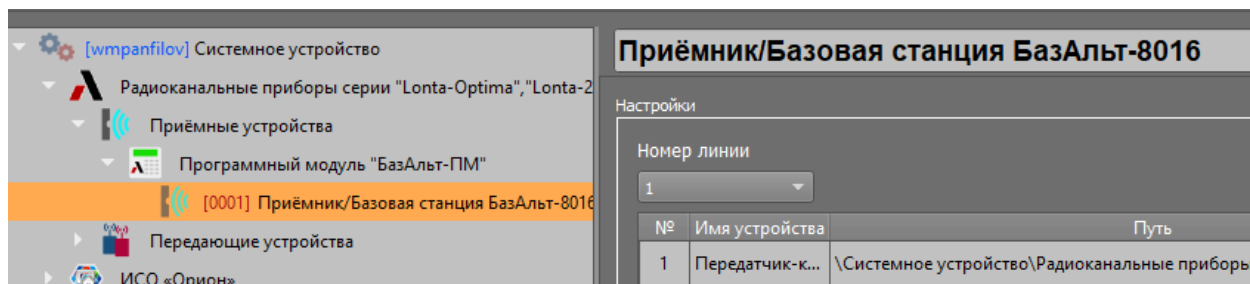 [wmpanfilov] Системное устройство
Радиоканальные приборы серии "Lonta-Optima","Lonta-2
Приёмные устройства
Программный модуль "БазАльт-ПМ"
[0001] Приёмник/Базовая станция БазАльт-8016
Передающие устройства
ИСО «Орион»
Приёмник/Базовая станция БазАльт-8016
Настройки
Номер линии
1
№ Имя устройства Путь
1 Передатчик-к... \Системное устройство\Радиоканальные приборы